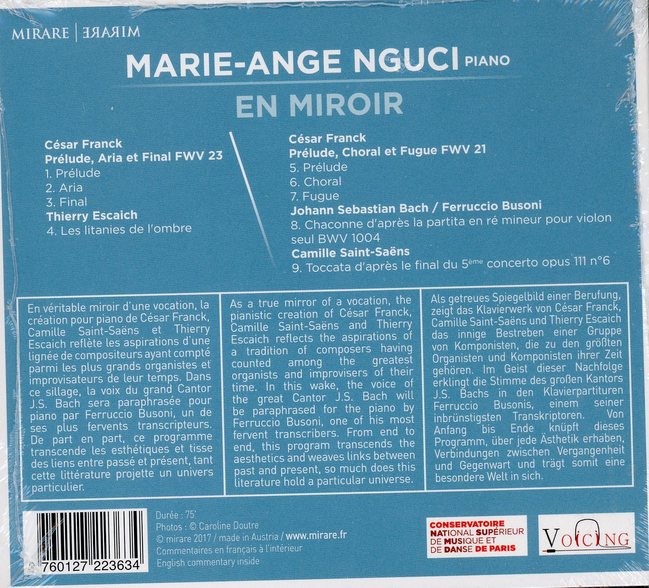 MIRARE | MIRARE
MARIE-ANGE NGUCI PIANO
EN MIROIR
César Franck
Prélude, Aria et Final FWV 23
1. Prélude
2. Aria
3. Final
Thierry Escaich
4. Les litanies de l'ombre
César Franck
Prélude, Choral et Fugue FWV 21
5. Prélude
6. Choral
7. Fugue
Johann Sebastian Bach / Ferruccio Busoni
8. Chaconne d'après la partita en ré mineur pour violon
seul BWV 1004
Camille Saint-Saëns
9. Toccata d'après le final du 5ème concerto opus 111 n°6
En véritable miroir d'une vocation, la
création pour piano de César Franck,
Camille Saint-Saëns et Thierry
Escaich reflète les aspirations d'une
lignée de compositeurs ayant compté
parmi les plus grands organistes et
improvisateurs de leur temps. Dans
ce sillage, la voix du grand Cantor
J.S. Bach sera paraphrasée pour
piano par Ferruccio Busoni, un de
ses plus fervents transcripteurs.
De part en part, ce programme
transcende les esthétiques et tisse
des liens entre passé et présent, tant
cette littérature projette un univers
particulier.
As a true mirror of a vocation, the
pianistic creation of César Franck,
Camille Saint-Saëns and Thierry
Escaich reflects the aspirations of
a tradition of composers having
counted among the greatest
organists and improvisers of their
time. In this wake, the voice of
the great Cantor J.S. Bach will
be paraphrased for the piano by
Ferruccio Busoni, one of his most
fervent transcribers. From end to
end, this program transcends the
aesthetics and weaves links between
past and present, so much does this
literature hold a particular universe.
Als getreues Spiegelbild einer Berufung,
zeigt das Klavierwerk von César Franck,
Camille Saint-Saëns und Thierry Escaich
das innige Bestreben einer Gruppe
von Komponisten, die zu den größten
Organisten und Komponisten ihrer Zeit
gehören. Im Geist dieser Nachfolge
erklingt die Stimme des großen Kantors
J.S. Bachs in den Klavierpartituren
Ferruccio Busonis, einem seiner
inbrünstigsten Transkriptoren. Von
Anfang bis Ende knüpft dieses
Programm, über jede Ästhetik erhaben,
Verbindungen zwischen Vergangenheit
und Gegenwart und trägt somit eine
besondere Welt in sich.
760127 223634
Durée : 75'
Photos : © Caroline Doutre
© mirare 2017 / made in Austria / www.mirare.fr
Commentaires en français à l'intérieur
English commentary inside
CONSERVATOIRE
NATIONAL SUPÉRIEUR
DE MUSIQUE ET
DE DANSE DE PARIS
VOICING